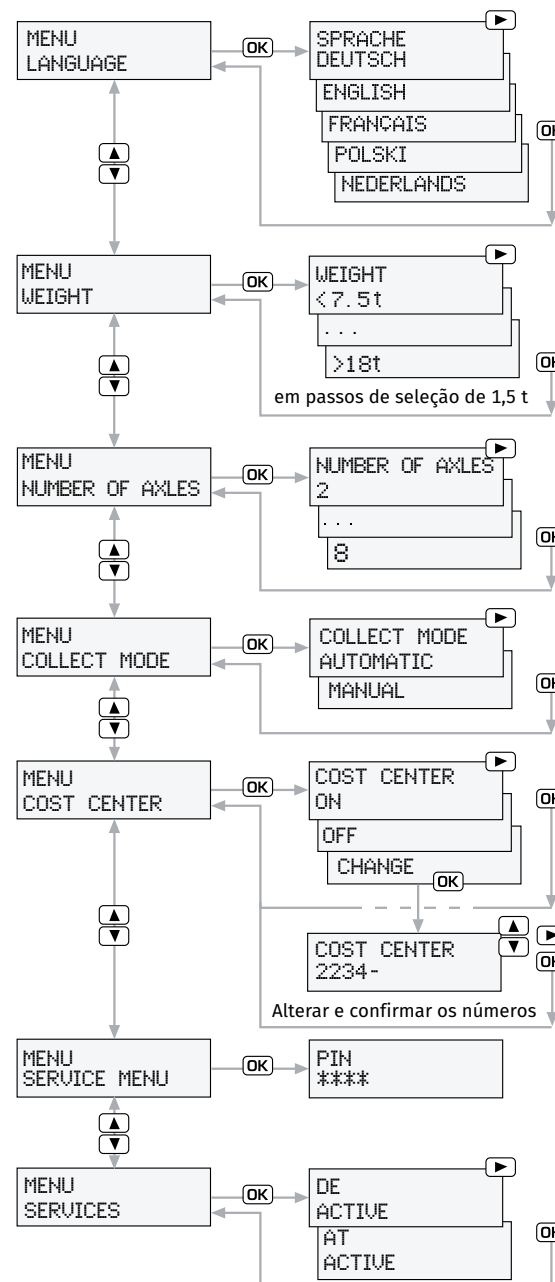 MENU
LANGUAGE
OK
SPRACHE
DEUTSCH
ENGLISH
FRANÇAIS
POLSKI
NEDERLANDS
OK
MENU
WEIGHT
OK
WEIGHT
<7.5t
...
>18t
OK
em passos de seleção de 1,5 t
MENU
NUMBER OF AXLES
OK
NUMBER OF AXLES
2
...
8
OK
MENU
COLLECT MODE
OK
COLLECT MODE
AUTOMATIC
MANUAL
OK
MENU
COST CENTER
OK
COST CENTER
ON
OFF
CHANGE
OK
OK
COST CENTER
2234-
OK
Alterar e confirmar os números
MENU
SERVICE MENU
OK
PIN
****
MENU
SERVICES
OK
DE
ACTIVE
AT
ACTIVE
OK